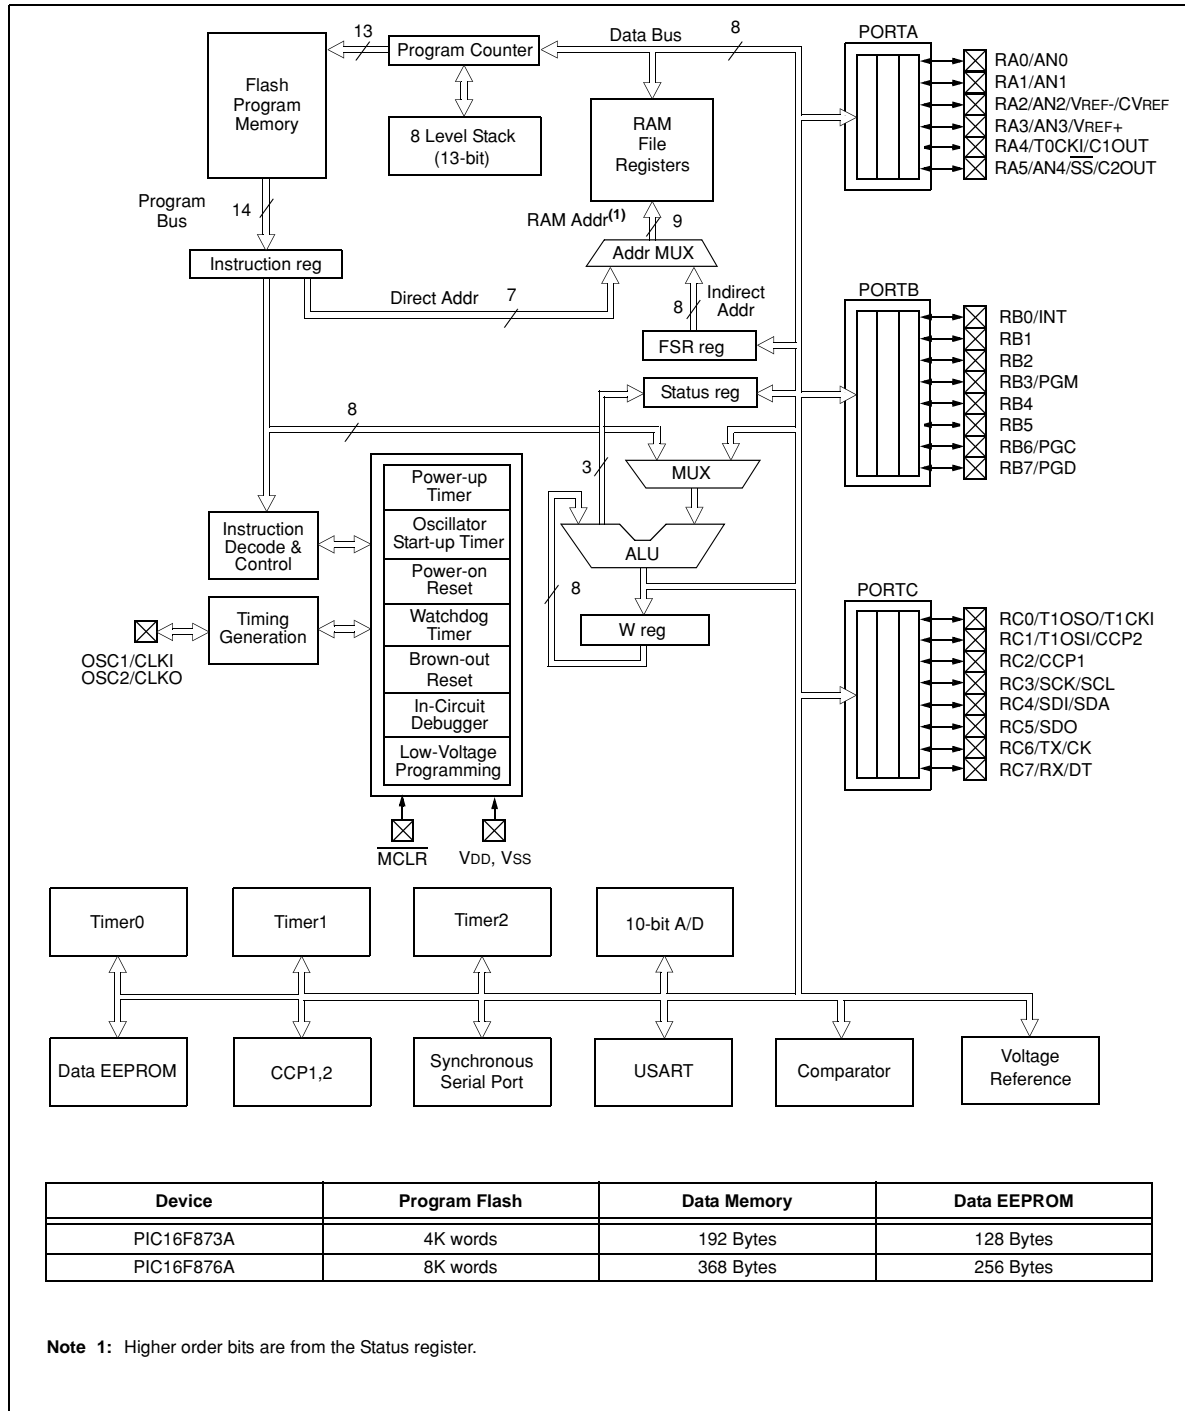 13
Data Bus
8
PORTA
Program Counter
Flash
Program
Memory
8 Level Stack
(13-bit)
RAM
File
Registers
RA0/AN0
RA1/AN1
RA2/AN2/VREF-/CVREF
RA3/AN3/VREF+
RA4/T0CKI/C1OUT
RA5/AN4/SS/C2OUT
Program
Bus
14
RAM Addr(1)
9
Instruction reg
Addr MUX
Direct Addr
7
8
Indirect
Addr
FSR reg
Status reg
PORTB
RB0/INT
RB1
RB2
RB3/PGM
RB4
RB5
RB6/PGC
RB7/PGD
8
3
MUX
ALU
8
W reg
Power-up
Timer
Oscillator
Start-up Timer
Power-on
Reset
Watchdog
Timer
Brown-out
Reset
In-Circuit
Debugger
Low-Voltage
Programming
Instruction
Decode &
Control
Timing
Generation
OSC1/CLKI
OSC2/CLKO
MCLR
VDD, VSS
PORTC
RC0/T1OSO/T1CKI
RC1/T1OSI/CCP2
RC2/CCP1
RC3/SCK/SCL
RC4/SDI/SDA
RC5/SDO
RC6/TX/CK
RC7/RX/DT
Timer0
Timer1
Timer2
10-bit A/D
Data EEPROM
CCP1,2
Synchronous
Serial Port
USART
Comparator
Voltage
Reference
Device Program Flash Data Memory Data EEPROM
PIC16F873A 4K words 192 Bytes 128 Bytes
PIC16F876A 8K words 368 Bytes 256 Bytes
Note 1: Higher order bits are from the Status register.